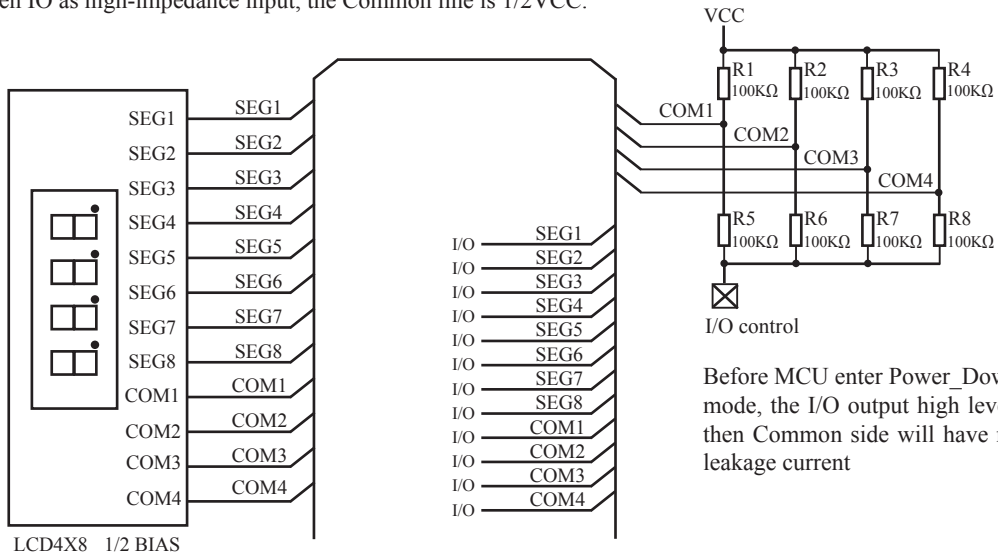 IO as high-impedance input, the Common line is 1/2VCC.
VCC
R1
100KΩ
R2
100KΩ
R3
100KΩ
R4
100KΩ
COM1
COM2
COM3
COM4
R5
100KΩ
R6
100KΩ
R7
100KΩ
R8
100KΩ
I/O control
Before MCU enter
mode, the I/O output high
then Common side will have
leakage current
SEG1
SEG2
SEG3
SEG4
SEG5
SEG6
SEG7
SEG8
COM1
COM2
COM3
COM4
SEG1
SEG2
SEG3
SEG4
SEG5
SEG6
SEG7
SEG8
COM1
COM2
COM3
COM4
I/O SEG1
I/O SEG2
I/O SEG3
I/O SEG4
I/O SEG5
I/O SEG6
I/O SEG7
I/O SEG8
I/O COM1
I/O COM2
I/O COM3
I/O COM4
LCD4X8 1/2 BIAS